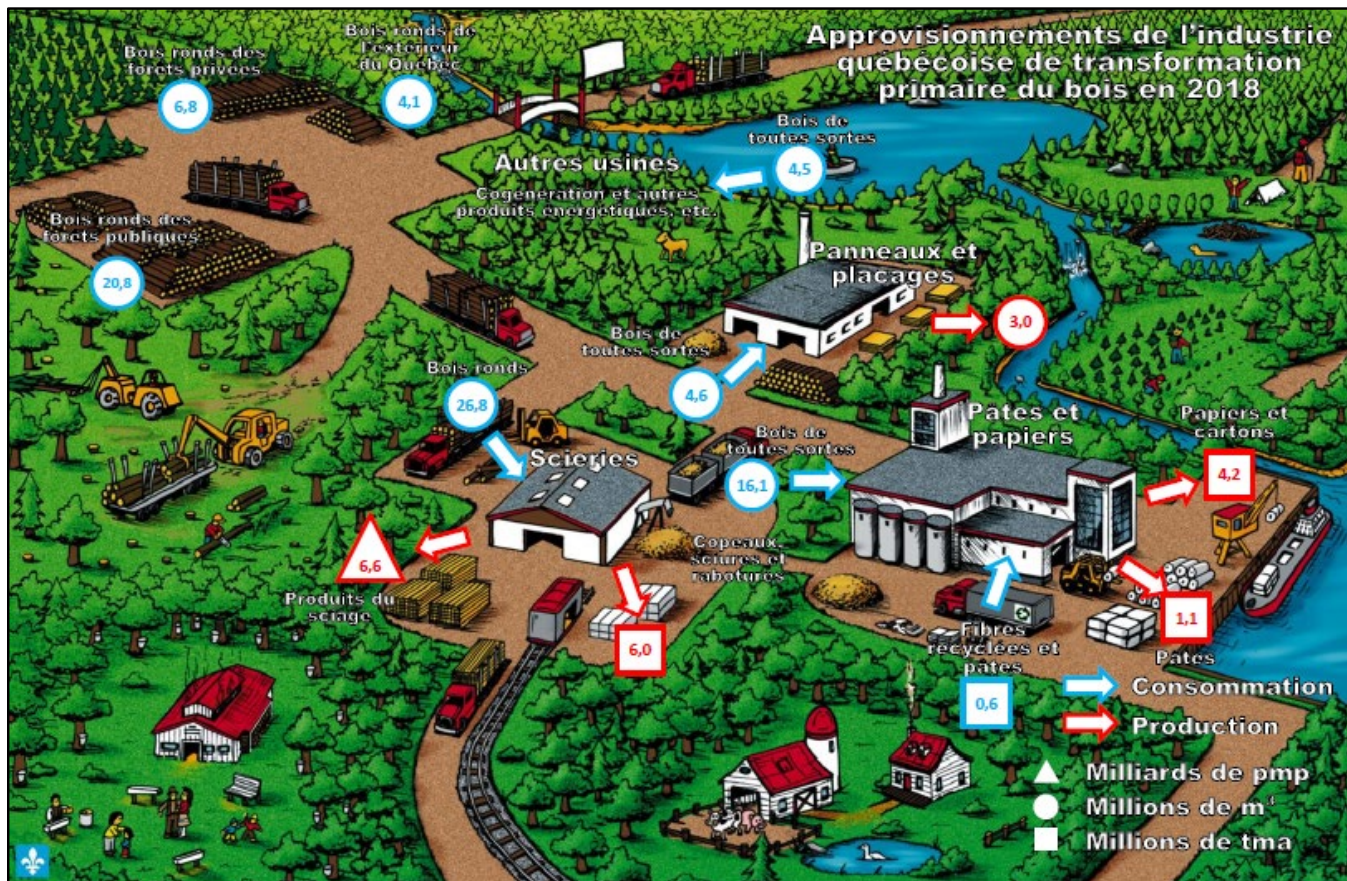 Approvisionnements de l'industrie
québécoise de transformation
primaire du bois en 2018
Bois ronds de
l'extérieur
du Québec
4,1
Bois ronds des
forêts privées
6,8
Bois de
toutes sortes
4,5
Autres usines
Cogénération et autres
produits énergétiques, etc.
Bois ronds des
forêts publiques
20,8
Panneaux et
placages
3,0
Bois de
toutes sortes
4,6
Bois ronds
26,8
Scieries
Pates et
papiers
Bois de
toutes sortes
16,1
Papiers et
cartons
4,2
6,6
Produits du
sciage
Copeaux,
sciures et
rabotures
6,0
Fibres
recyclées et
pates
0,6
1,1
Pates
Consommation
Production
Milliards de pmp
Millions de m³
Millions de tma